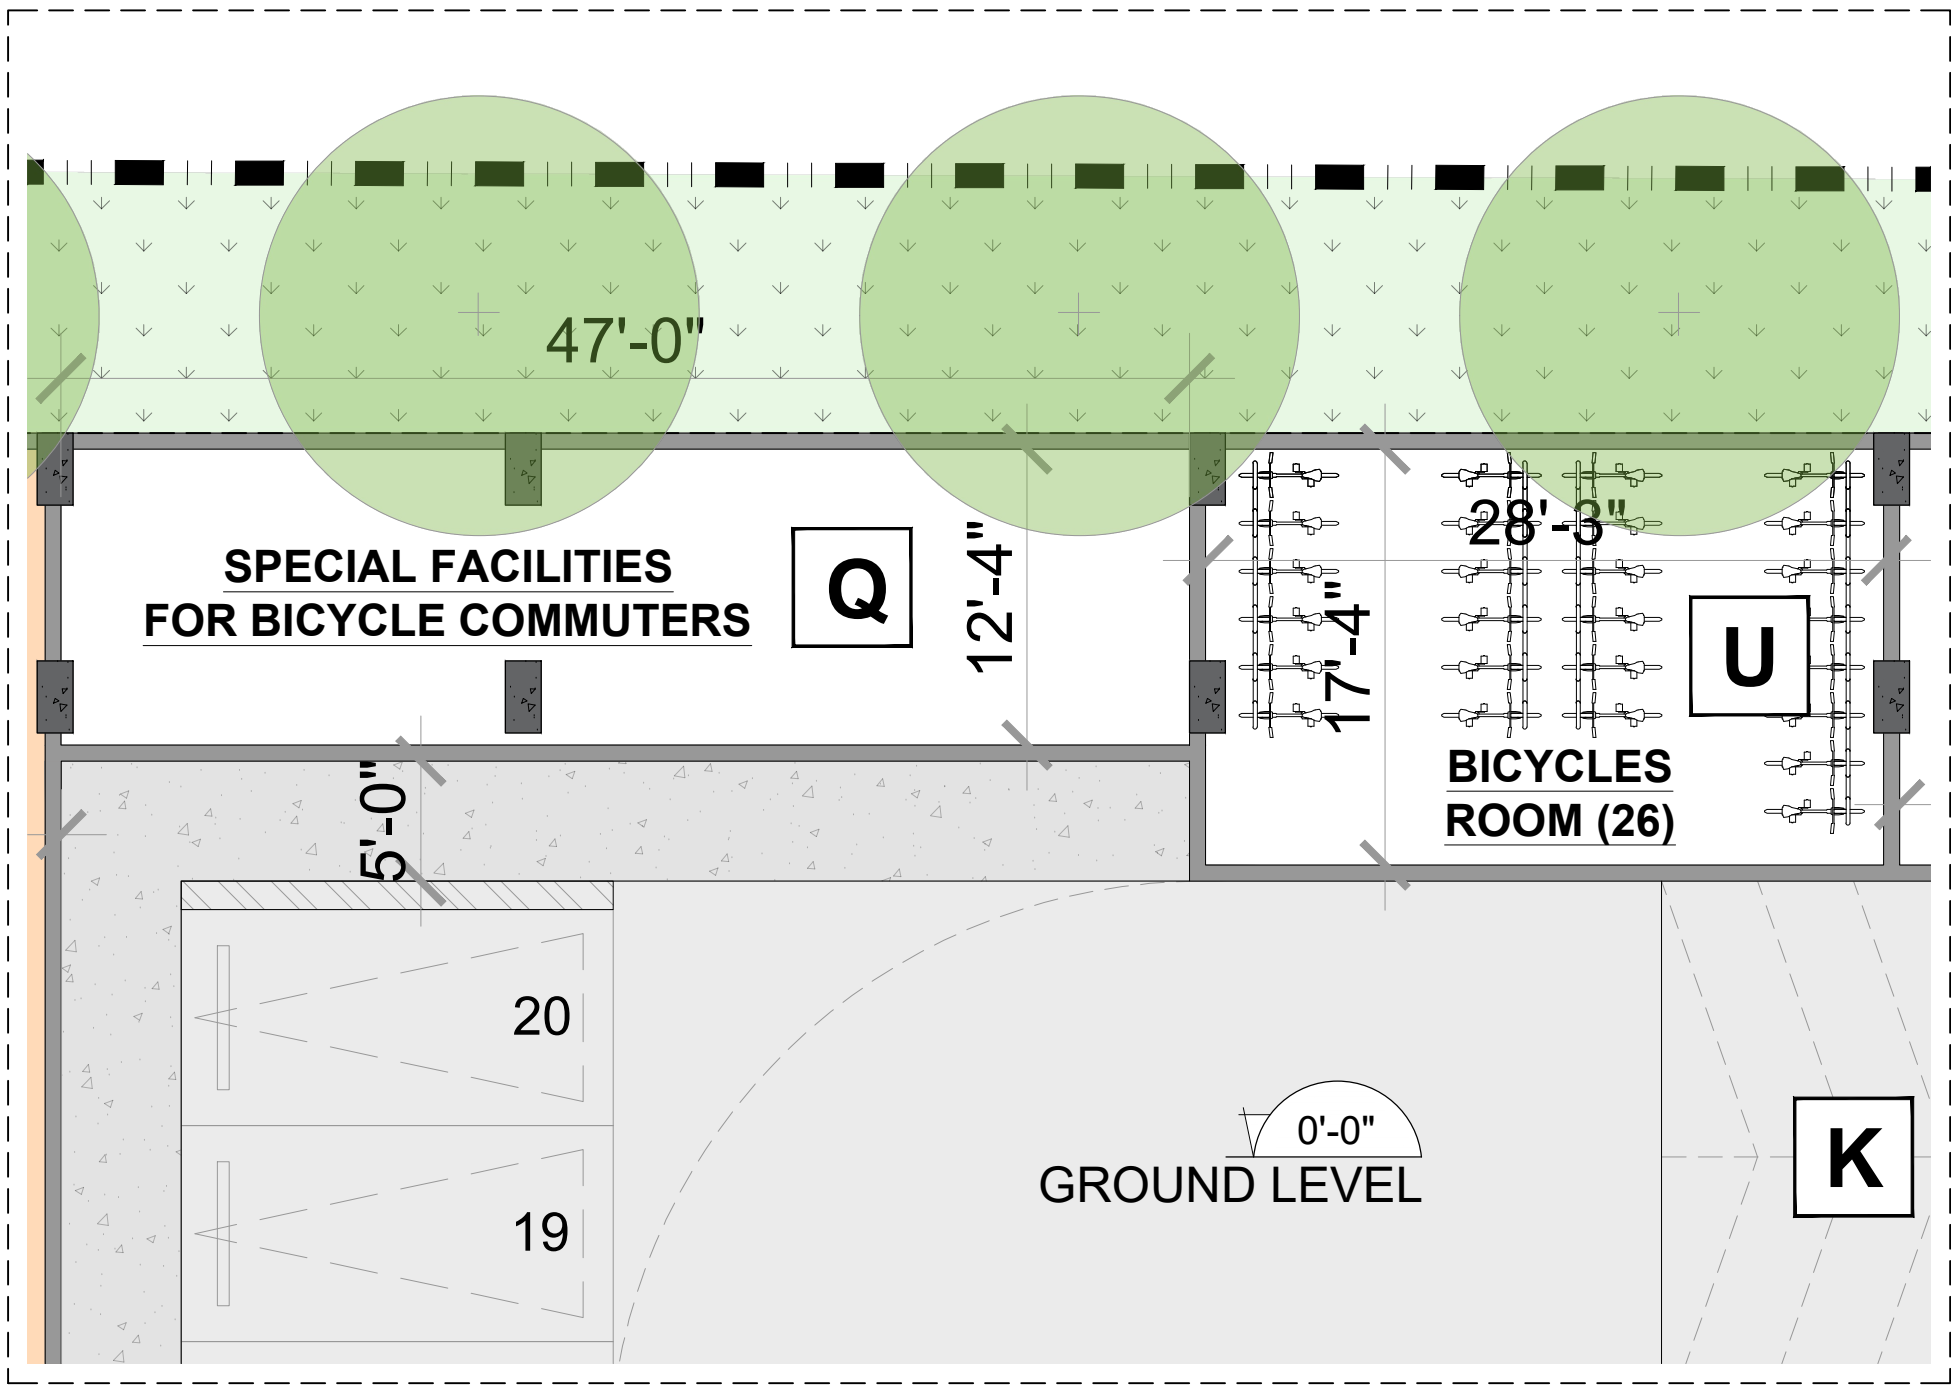 47'-0"
28'-3"
12'-4"
17'-4"
SPECIAL FACILITIES
FOR BICYCLE COMMUTERS
Q
U
BICYCLES
ROOM (26)
5'-0"
20
19
0'-0"
GROUND LEVEL
K